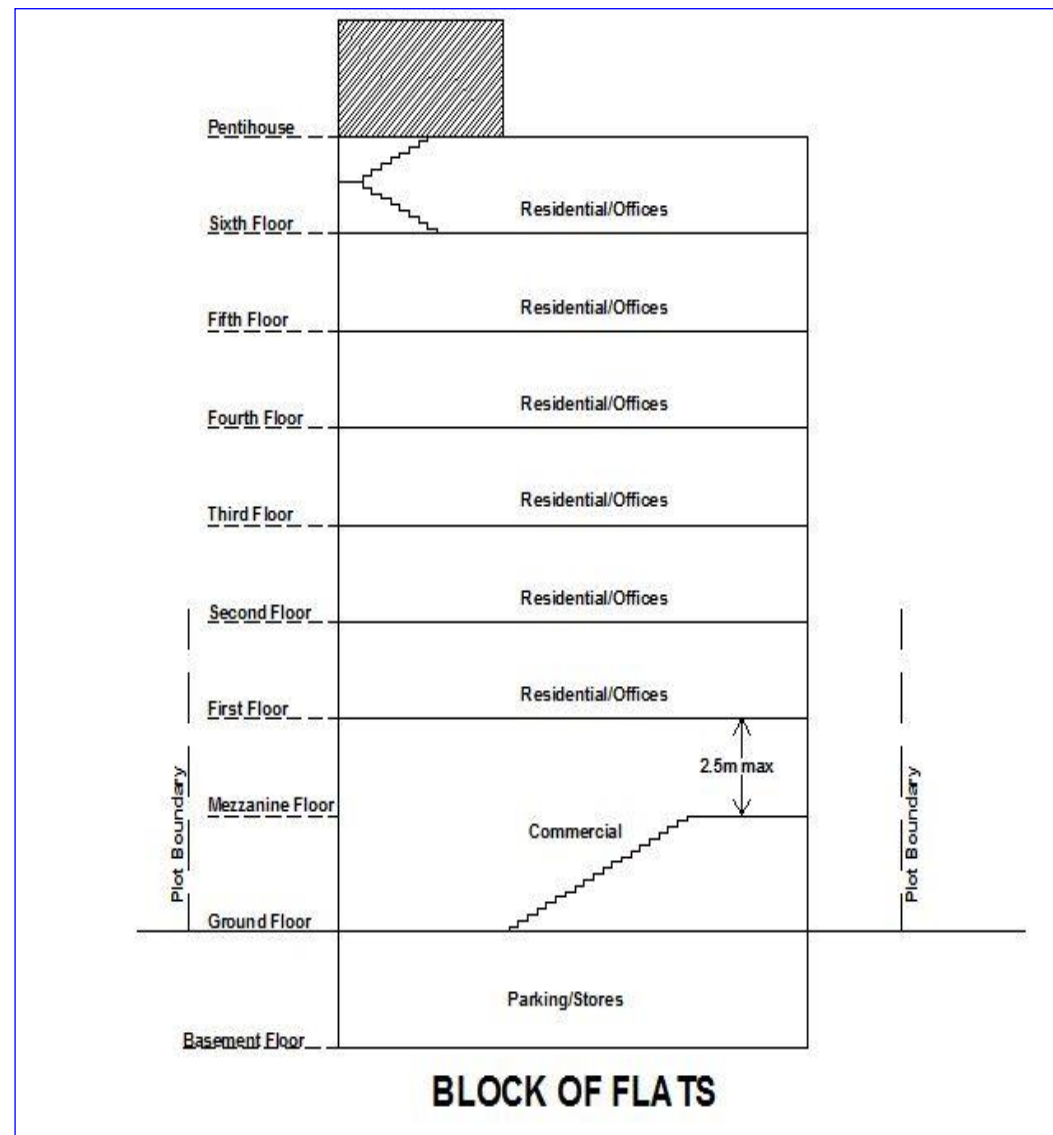 Pentihouse
Residential/Offices
Sixth Floor
Residential/Offices
Fifth Floor
Residential/Offices
Fourth Floor
Residential/Offices
Third Floor
Residential/Offices
Second Floor
Residential/Offices
First Floor
2.5m max
Mezzanine Floor
Commercial
Plot Boundary
Plot Boundary
Ground Floor
Parking/Stores
Basement Floor
BLOCK OF FLATS